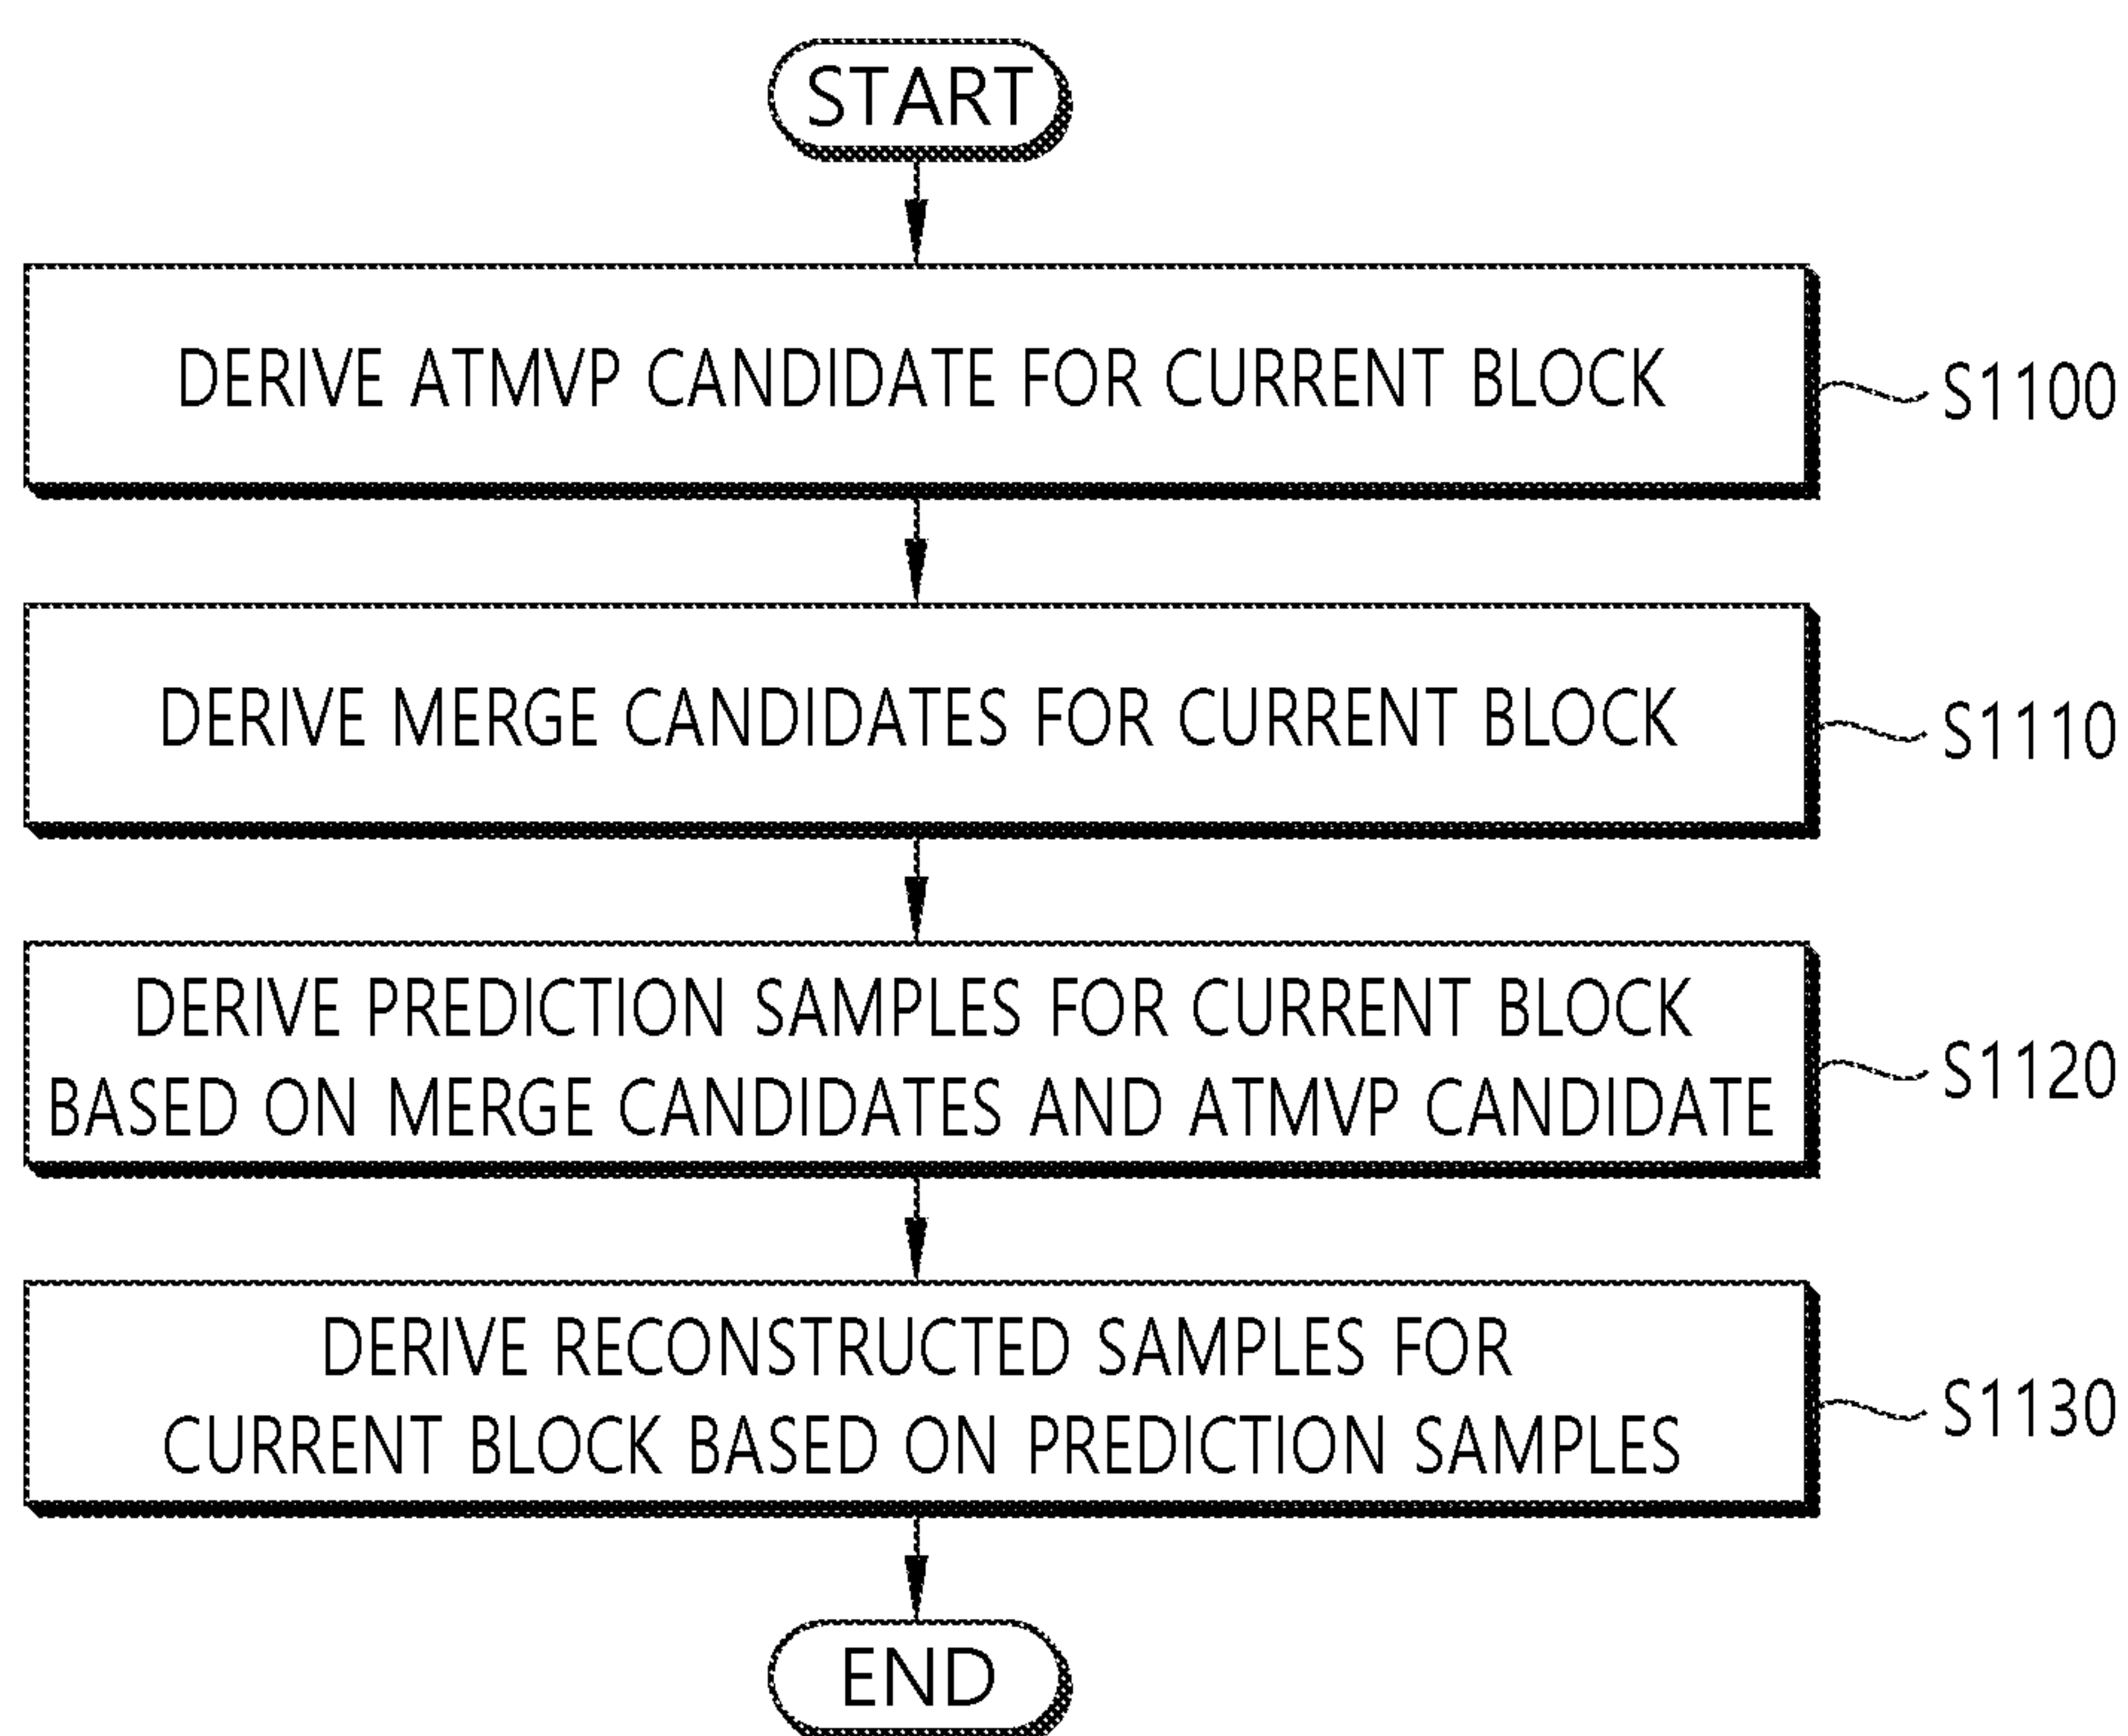 START
DERIVE ATMVP CANDIDATE FOR CURRENT BLOCK
S1100
DERIVE MERGE CANDIDATES FOR CURRENT BLOCK
S1110
DERIVE PREDICTION SAMPLES FOR CURRENT BLOCK
BASED ON MERGE CANDIDATES AND ATMVP CANDIDATE
S1120
DERIVE RECONSTRUCTED SAMPLES FOR
CURRENT BLOCK BASED ON PREDICTION SAMPLES
S1130
END